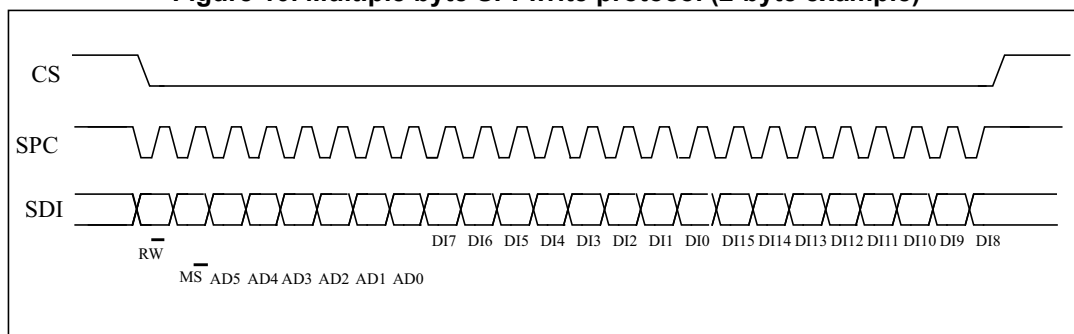 Figure 10. Multiple byte SPI write protocol (2-byte example)
CS
SPC
SDI
DI7 DI6 DI5 DI4 DI3 DI2 DI1 DI0 DI15 DI14 DI13 DI12 DI11 DI10 DI9 DI8
RW
MS AD5 AD4 AD3 AD2 AD1 AD0